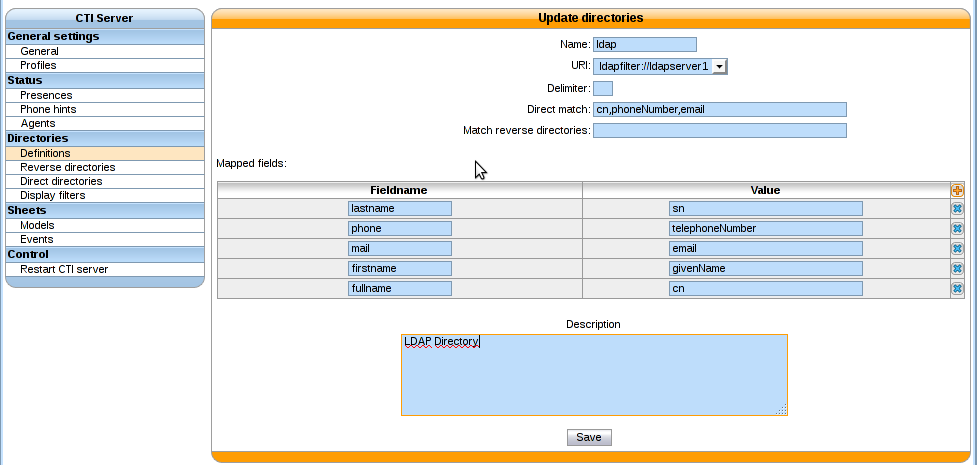 CTI Server
General settings
General
Profiles
Status
Presences
Phone hints
Agents
Directories
Definitions
Reverse directories
Direct directories
Display filters
Sheets
Models
Events
Control
Restart CTI server
Update directories
Name: ldap
URI: ldapfilter://ldapserver1
Delimiter:
Direct match: cn,phoneNumber,email
Match reverse directories:
Mapped fields:
Fieldname Value
lastname sn
phone telephoneNumber
mail email
firstname givenName
fullname cn
Description
LDAP Directory
Save